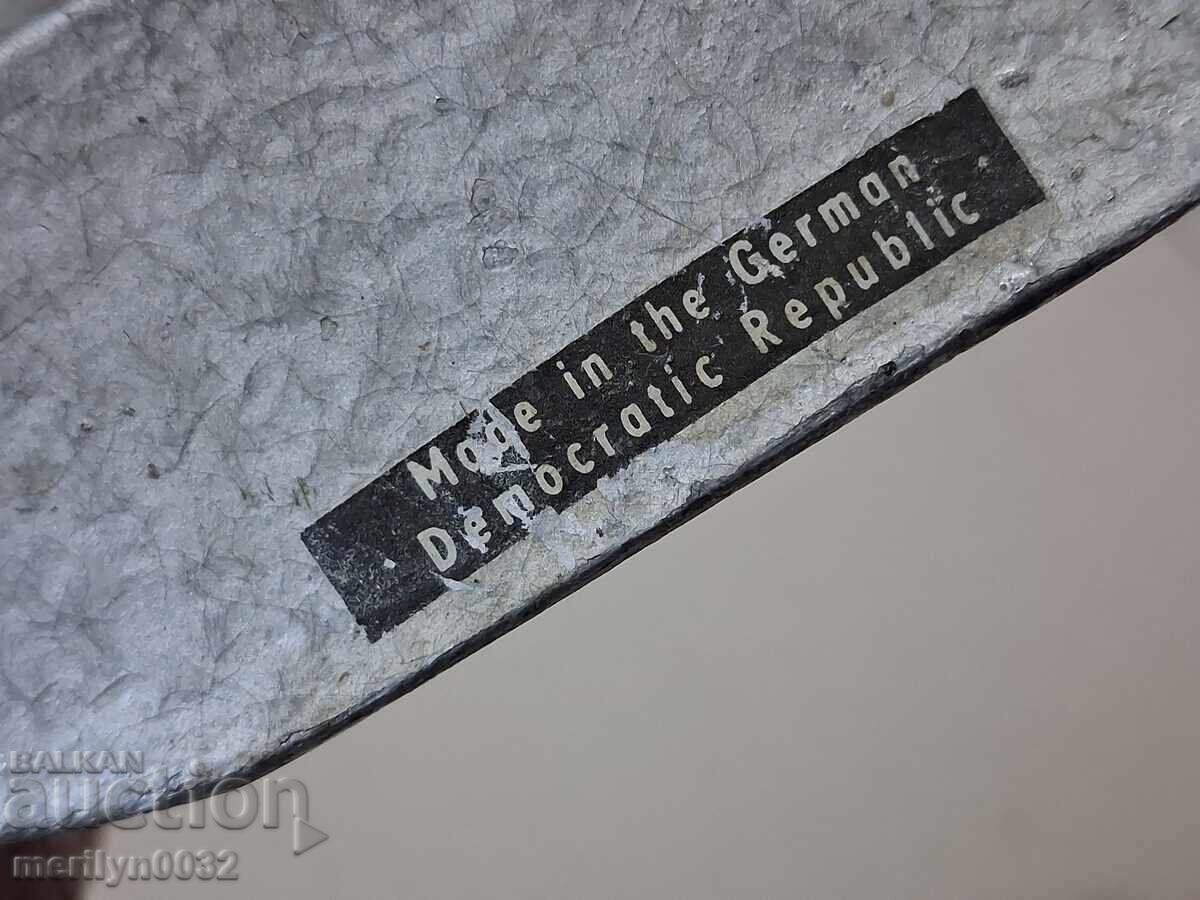 Made in the German
Democratic Republic
BALKAN
auction
merilyn0032